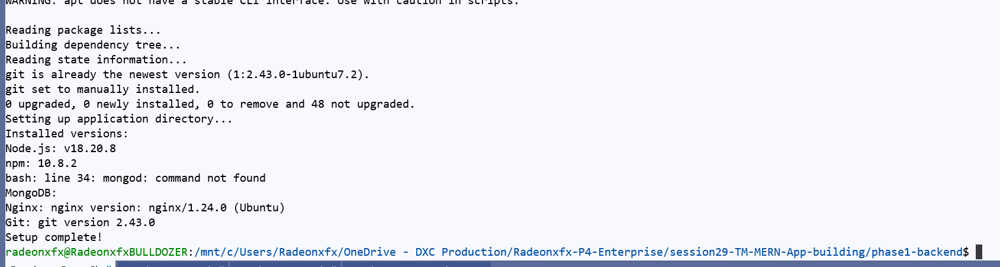 WARNING: apt does not have a stable CLI interface. Use with caution in scripts.
Reading package lists...
Building dependency tree...
Reading state information...
git is already the newest version (1:2.43.0-1ubuntu7.2).
git set to manually installed.
0 upgraded, 0 newly installed, 0 to remove and 48 not upgraded.
Setting up application directory...
Installed versions:
Node.js: v18.20.8
npm: 10.8.2
bash: line 34: mongod: command not found
MongoDB:
Nginx: nginx version: nginx/1.24.0 (Ubuntu)
Git: git version 2.43.0
Setup complete!
radeonxfx@RadeonxfxBULLDOZER:/mnt/c/Users/Radeonxfx/OneDrive - DXC Production/Radeonxfx-P4-Enterprise/session29-TM-MERN-App-building/phase1-backend$